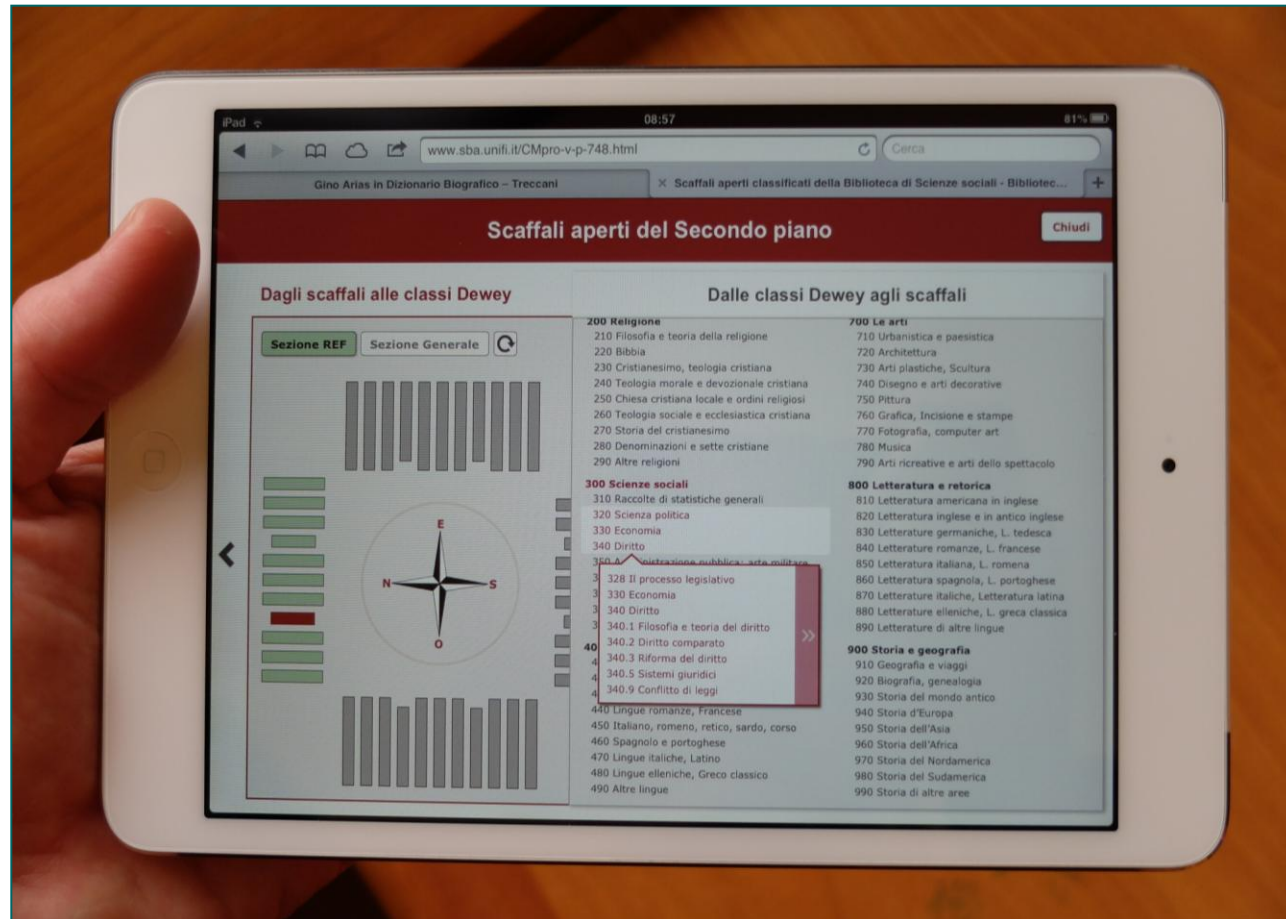 iPad
08:57
81%
www.sba.unifi.it/CMpro-v-p-748.html
Cerca
Gino Arias in Dizionario Biografico – Treccani
× Scaffali aperti classificati della Biblioteca di Scienze sociali - Bibliotec...
+
Scaffali aperti del Secondo piano
Chiudi
Dagli scaffali alle classi Dewey
Sezione REF
Sezione Generale
E
N
S
O
Dalle classi Dewey agli scaffali
200 Religione
210 Filosofia e teoria della religione
220 Bibbia
230 Cristianesimo, teologia cristiana
240 Teologia morale e devozionale cristiana
250 Chiesa cristiana locale e ordini religiosi
260 Teologia sociale e ecclesiastica cristiana
270 Storia del cristianesimo
280 Denominazioni e sette cristiane
290 Altre religioni
300 Scienze sociali
310 Raccolte di statistiche generali
320 Scienza politica
330 Economia
340 Diritto
350 Amministrazione pubblica; arte militare
328 Il processo legislativo
330 Economia
340 Diritto
340.1 Filosofia e teoria del diritto
340.2 Diritto comparato
340.3 Riforma del diritto
340.5 Sistemi giuridici
340.9 Conflitto di leggi
»
440 Lingue romanze, Francese
450 Italiano, romeno, retico, sardo, corso
460 Spagnolo e portoghese
470 Lingue italiche, Latino
480 Lingue elleniche, Greco classico
490 Altre lingue
700 Le arti
710 Urbanistica e paesistica
720 Architettura
730 Arti plastiche, Scultura
740 Disegno e arti decorative
750 Pittura
760 Grafica, Incisione e stampe
770 Fotografia, computer art
780 Musica
790 Arti ricreative e arti dello spettacolo
800 Letteratura e retorica
810 Letteratura americana in inglese
820 Letteratura inglese e in antico inglese
830 Letterature germaniche, L. tedesca
840 Letterature romanze, L. francese
850 Letteratura italiana, L. romena
860 Letteratura spagnola, L. portoghese
870 Letterature italiche, Letteratura latina
880 Letterature elleniche, L. greca classica
890 Letterature di altre lingue
900 Storia e geografia
910 Geografia e viaggi
920 Biografia, genealogia
930 Storia del mondo antico
940 Storia d'Europa
950 Storia dell'Asia
960 Storia dell'Africa
970 Storia del Nordamerica
980 Storia del Sudamerica
990 Storia di altre aree